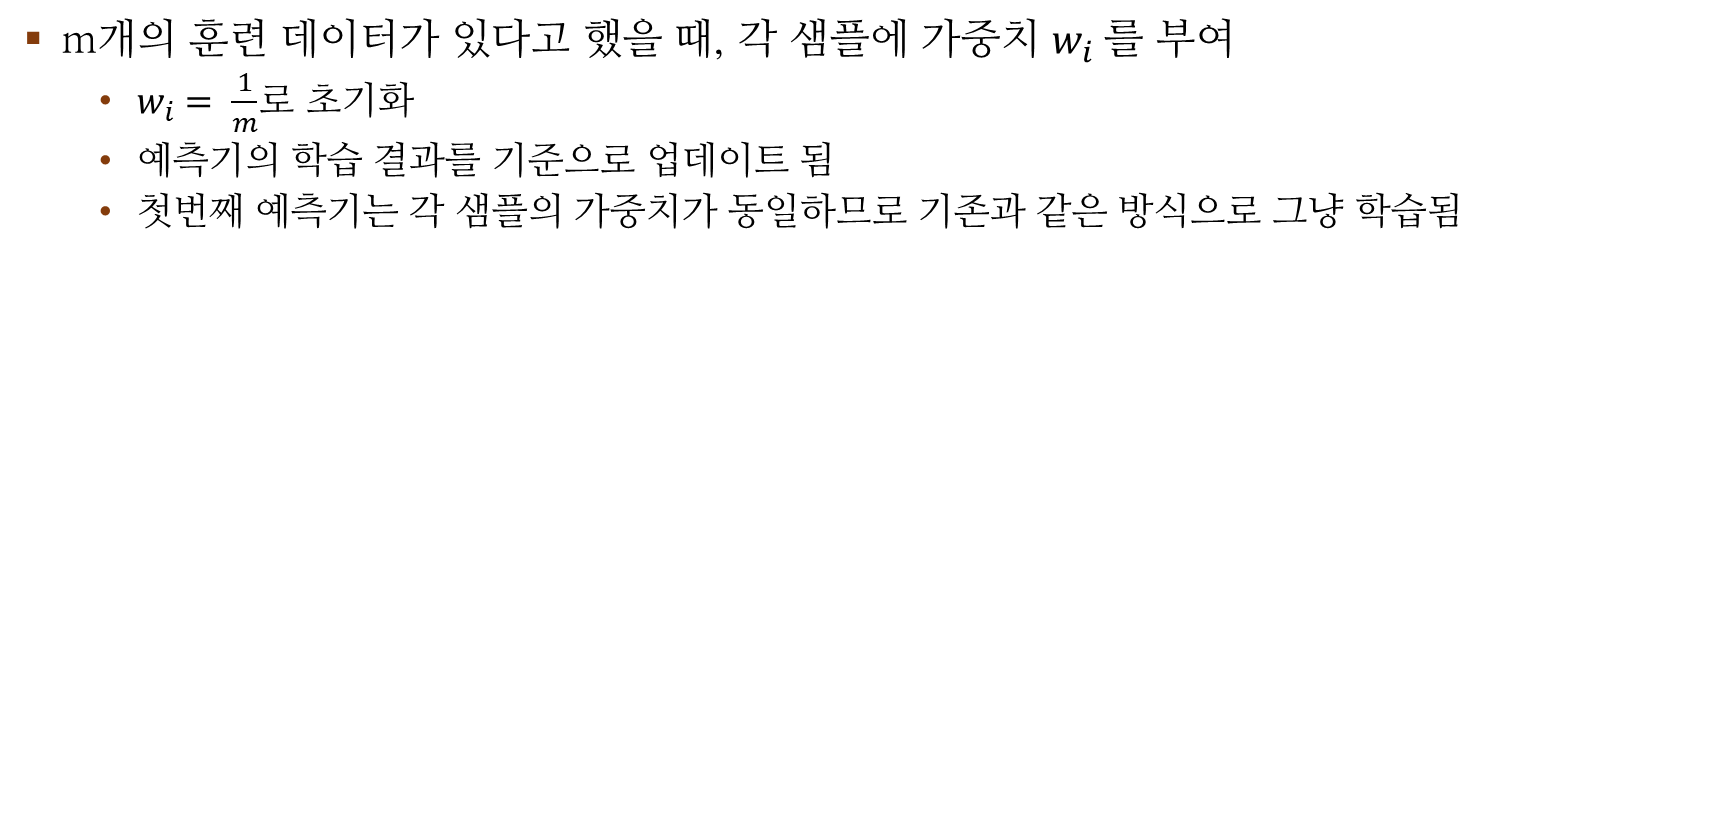 ▪ m개의 훈련 데이터가 있다고 했을 때, 각 샘플에 가중치 $w_i$ 를 부여
• $w_i = \frac{1}{m}$로 초기화
• 예측기의 학습 결과를 기준으로 업데이트 됨
• 첫번째 예측기는 각 샘플의 가중치가 동일하므로 기존과 같은 방식으로 그냥 학습됨